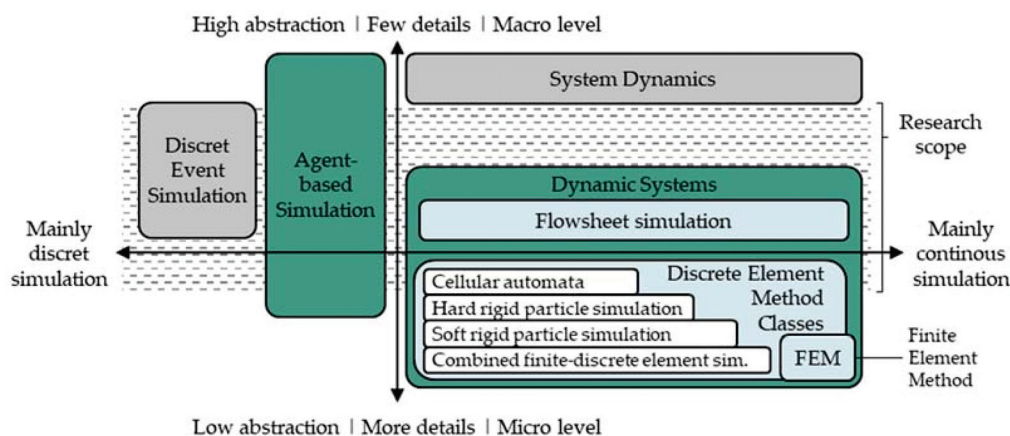 High abstraction | Few details | Macro level
System Dynamics
Discret
Event
Simulation
Agent-
based
Simulation
Research
scope
Dynamic Systems
Flowsheet simulation
Mainly
discret
simulation
Mainly
continous
simulation
Cellular automata
Hard rigid particle simulation
Soft rigid particle simulation
Combined finite-discrete element sim.
Discrete Element
Method
Classes
FEM
Finite
Element
Method
Low abstraction | More details | Micro level